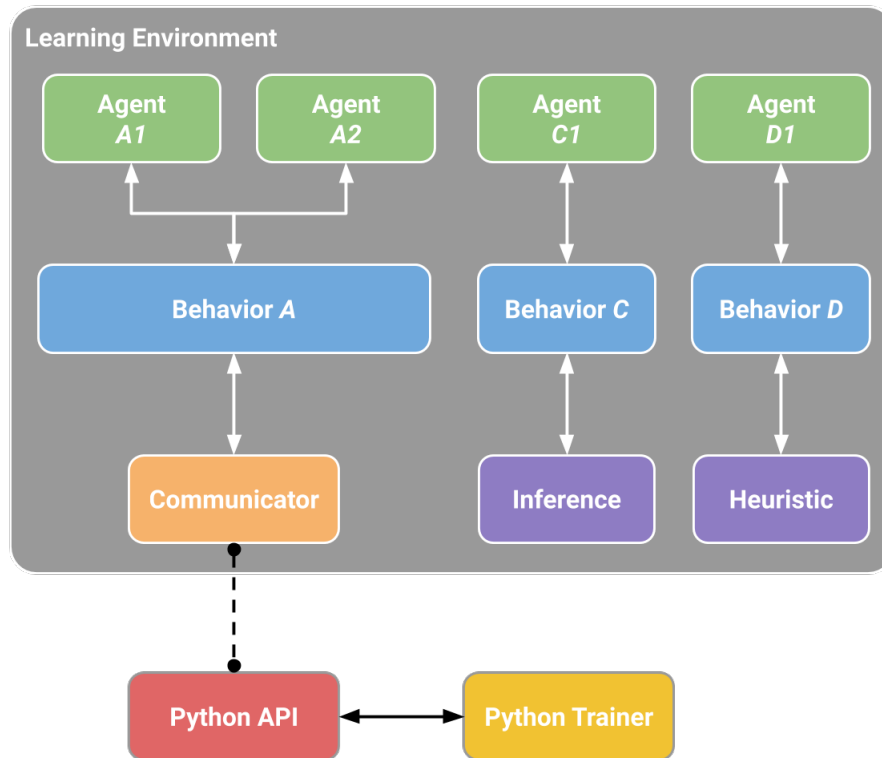 Learning Environment
Agent
A1
Agent
A2
Agent
C1
Agent
D1
Behavior A
Behavior C
Behavior D
Communicator
Inference
Heuristic
Python API
Python Trainer